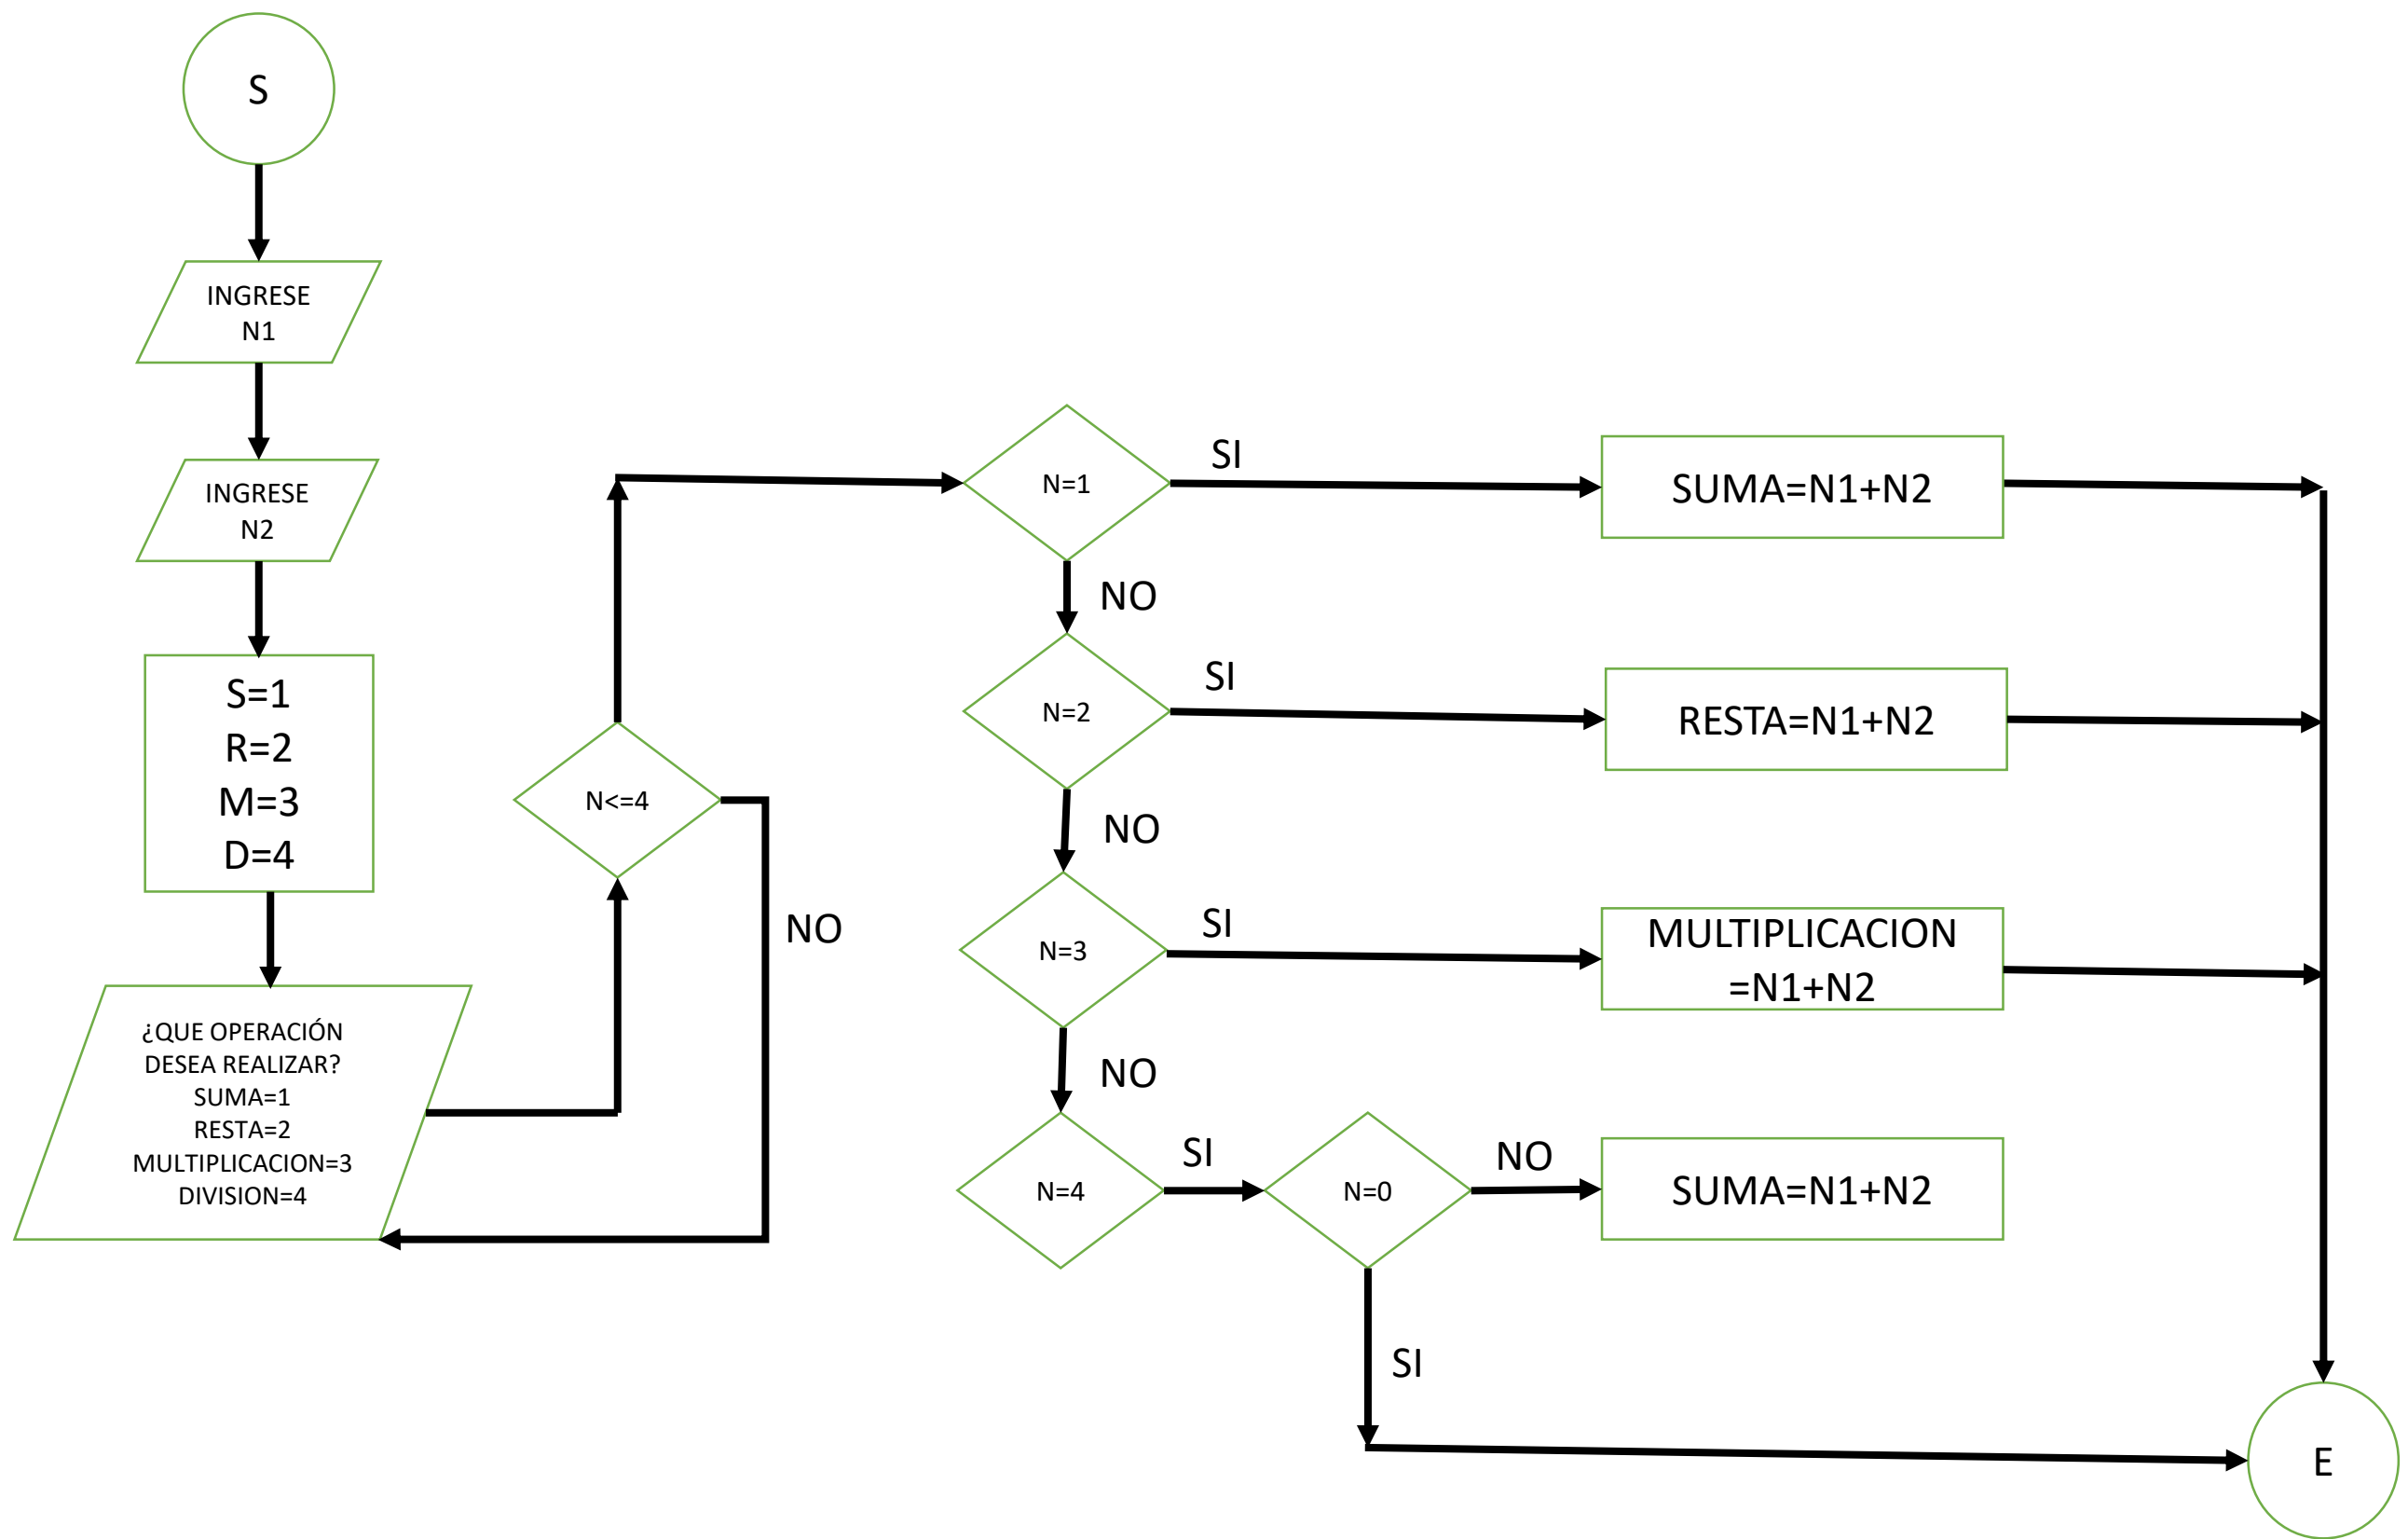 S
INGRESE
N1
INGRESE
N2
S=1
R=2
M=3
D=4
¿QUE OPERACIÓN
DESEA REALIZAR?
SUMA=1
RESTA=2
MULTIPLICACION=3
DIVISION=4
N<=4
NO
N=1
SI
SUMA=N1+N2
NO
N=2
SI
RESTA=N1+N2
NO
N=3
SI
MULTIPLICACION
=N1+N2
NO
N=4
SI
N=0
NO
SUMA=N1+N2
SI
E